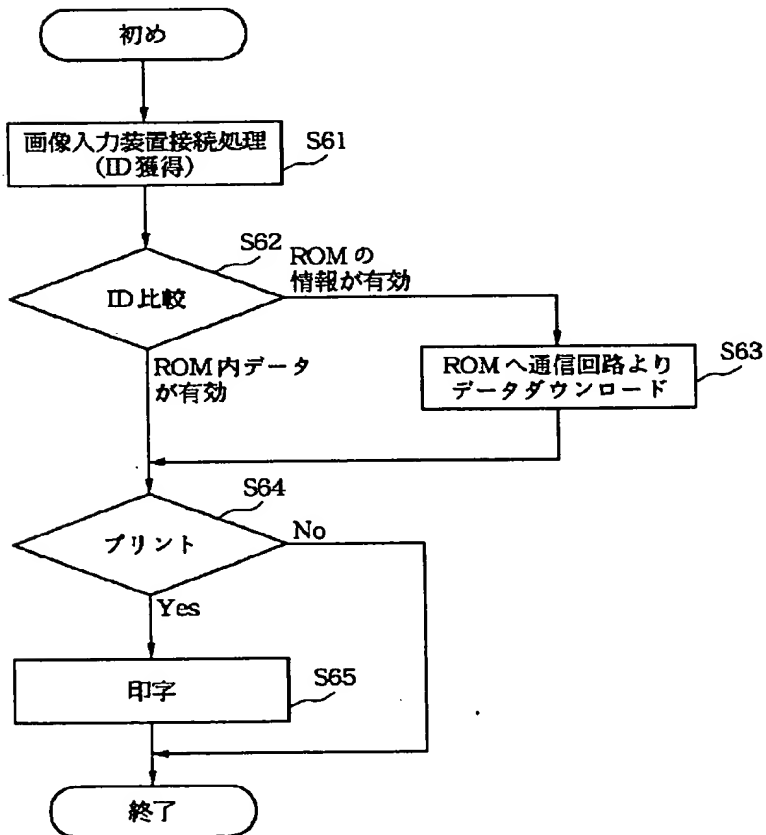 初め
画像入力装置接続処理
(ID獲得)
S61
S62
ID比較
ROMの
情報が有効
ROM内データ
が有効
ROMへ通信回路より
データダウンロード
S63
S64
プリント
No
Yes
印字
S65
終了